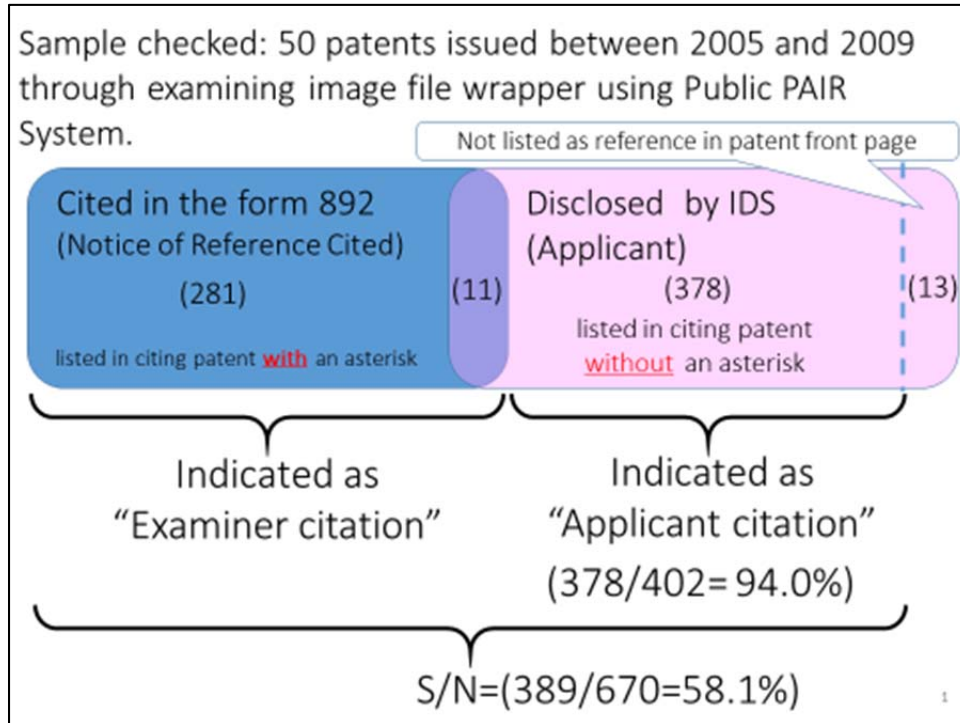 Sample checked: 50 patents issued between 2005 and 2009
through examining image file wrapper using Public PAIR
System.
Not listed as reference in patent front page
Cited in the form 892
(Notice of Reference Cited)
(281)
listed in citing patent with an asterisk
(11)
Disclosed by IDS
(Applicant)
(378)
listed in citing patent
without an asterisk
(13)
Indicated as
“Examiner citation”
Indicated as
“Applicant citation”
(378/402= 94.0%)
S/N=(389/670=58.1%)
1